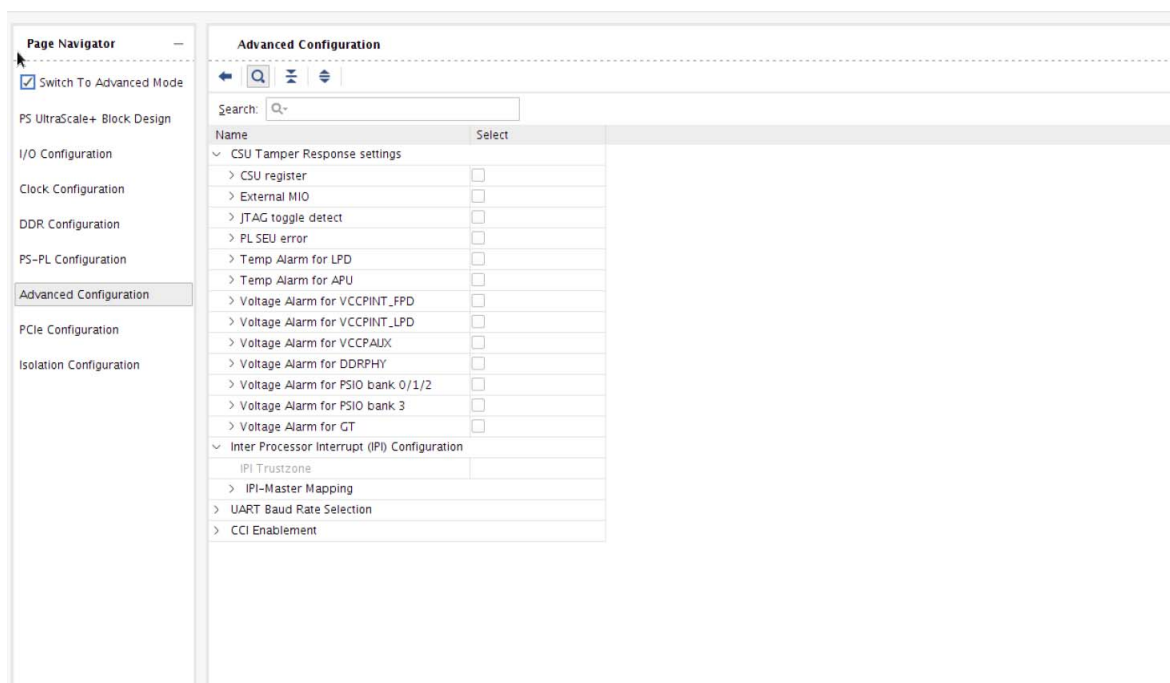 Page Navigator
Switch To Advanced Mode
PS UltraScale+ Block Design
I/O Configuration
Clock Configuration
DDR Configuration
PS-PL Configuration
Advanced Configuration
PCIe Configuration
Isolation Configuration
Advanced Configuration
Search:
Name Select
CSU Tamper Response settings
CSU register
External MIO
JTAG toggle detect
PL SEU error
Temp Alarm for LPD
Temp Alarm for APU
Voltage Alarm for VCCPINT_FPD
Voltage Alarm for VCCPINT_LPD
Voltage Alarm for VCCPAUX
Voltage Alarm for DDRPHY
Voltage Alarm for PSIO bank 0/1/2
Voltage Alarm for PSIO bank 3
Voltage Alarm for GT
Inter Processor Interrupt (IPI) Configuration
IPI Trustzone
IPI-Master Mapping
UART Baud Rate Selection
CCI Enablement